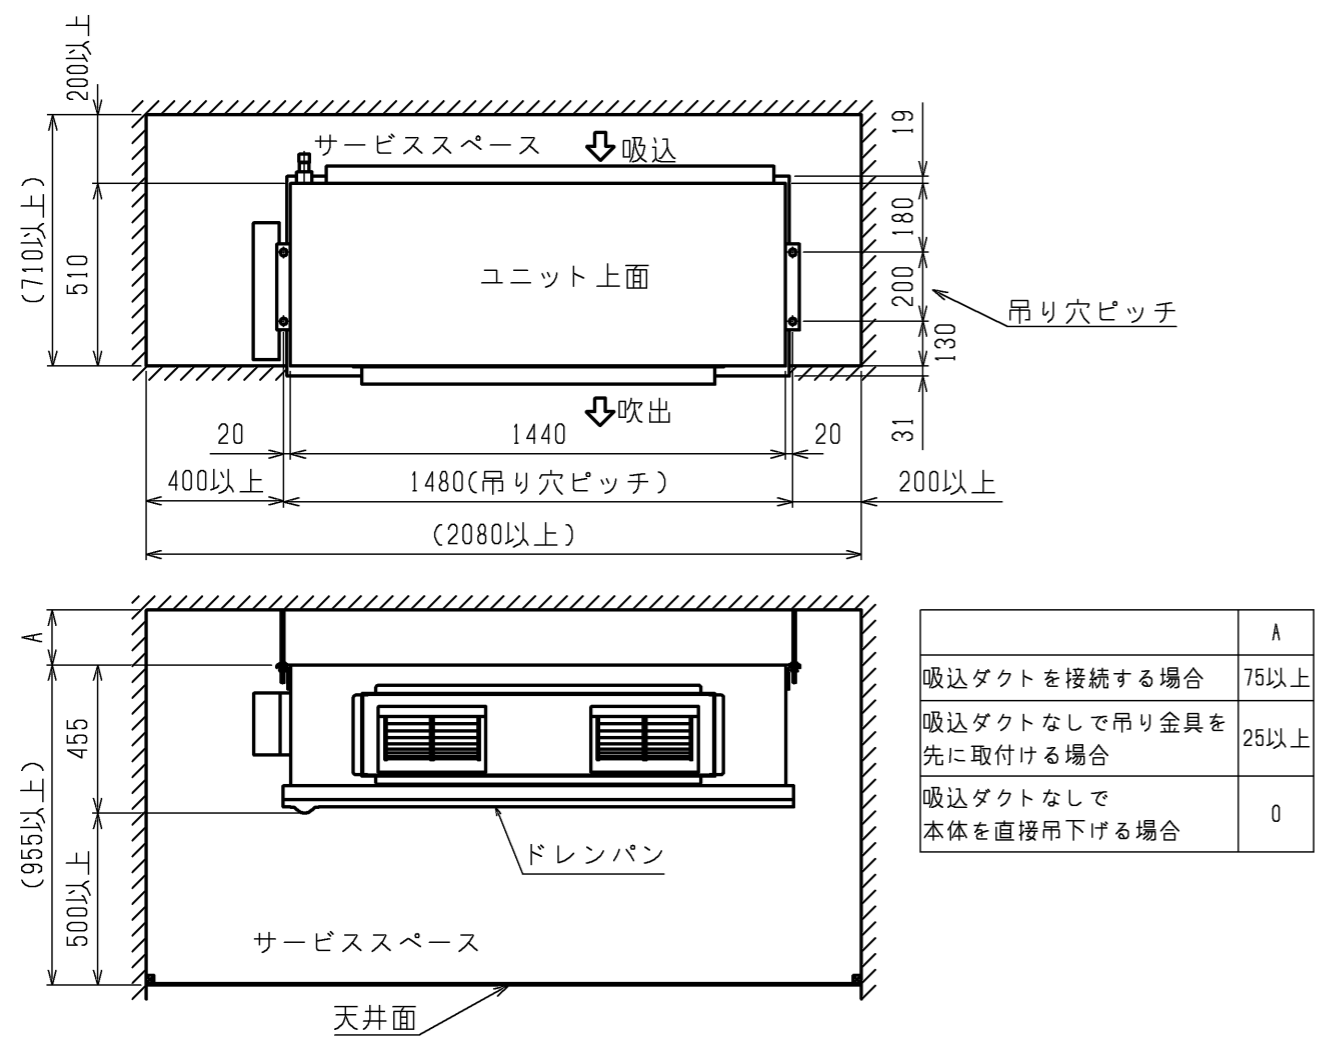 200以上
サービススペース
吸込
19
(710以上)
510
180
ユニット上面
200
吊り穴ピッチ
130
吹出
20
1440
20
31
400以上
1480(吊り穴ピッチ)
200以上
(2080以上)
A
455
(955以上)
500以上
ドレンパン
サービススペース
天井面
A
吸込ダクトを接続する場合 75以上
吸込ダクトなしで吊り金具を
先に取付ける場合
25以上
吸込ダクトなしで
本体を直接吊下げる場合
0